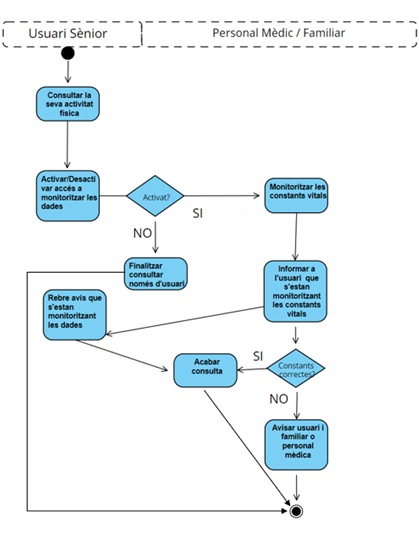 Usuari Sènior
Personal Mèdic / Familiar
Consultar la
seva activitat
física
Activar/Desacti
var accés a
monitoritzar les
dades
Activat?
SI
Monitoritzar les
constants vitals
NO
Finalitzar
consultar
només d'usuari
Informar a
l'usuari que
s'estan
monitoritzant
les constants
vitals
Rebre avis que
s'estan
monitoritzant
les dades
Acabar
consulta
SI
Constants
correctes?
NO
Avisar usuari i
familiar o
personal
mèdica